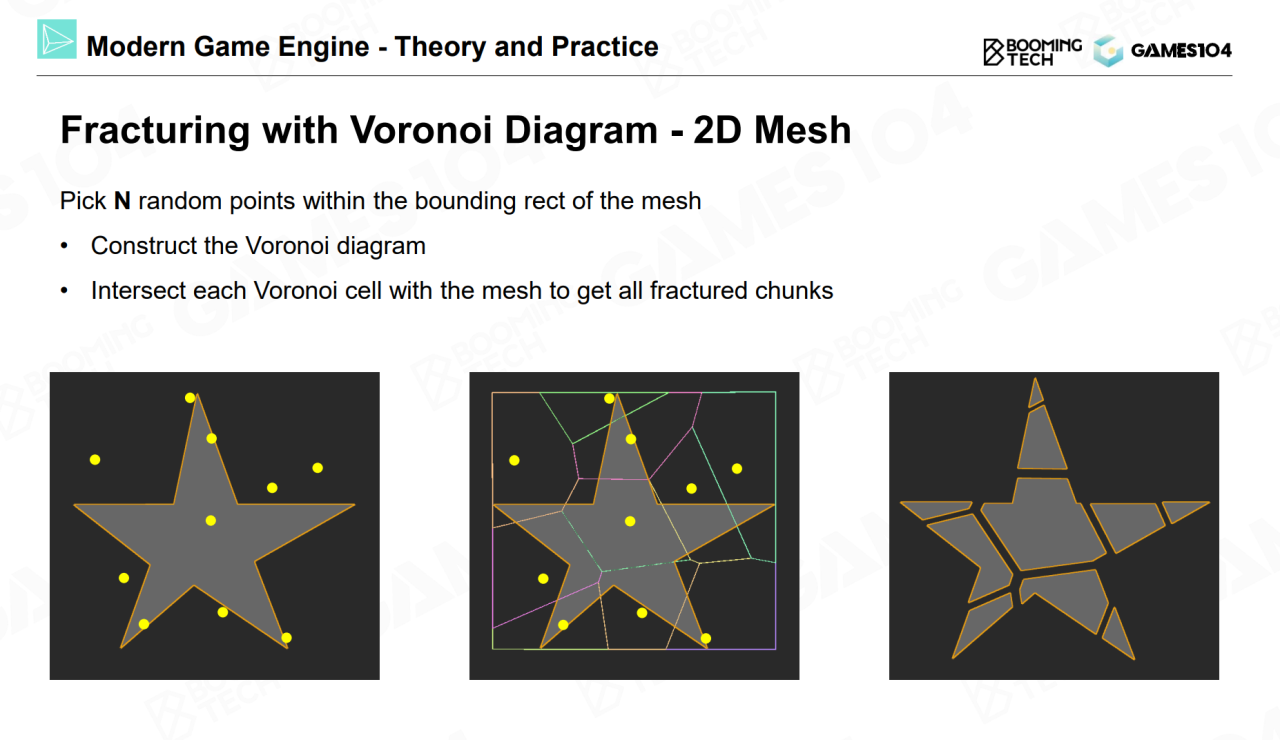 Modern Game Engine - Theory and Practice
BOOMING
TECH
GAMES104
Fracturing with Voronoi Diagram - 2D Mesh
Pick N random points within the bounding rect of the mesh
• Construct the Voronoi diagram
• Intersect each Voronoi cell with the mesh to get all fractured chunks